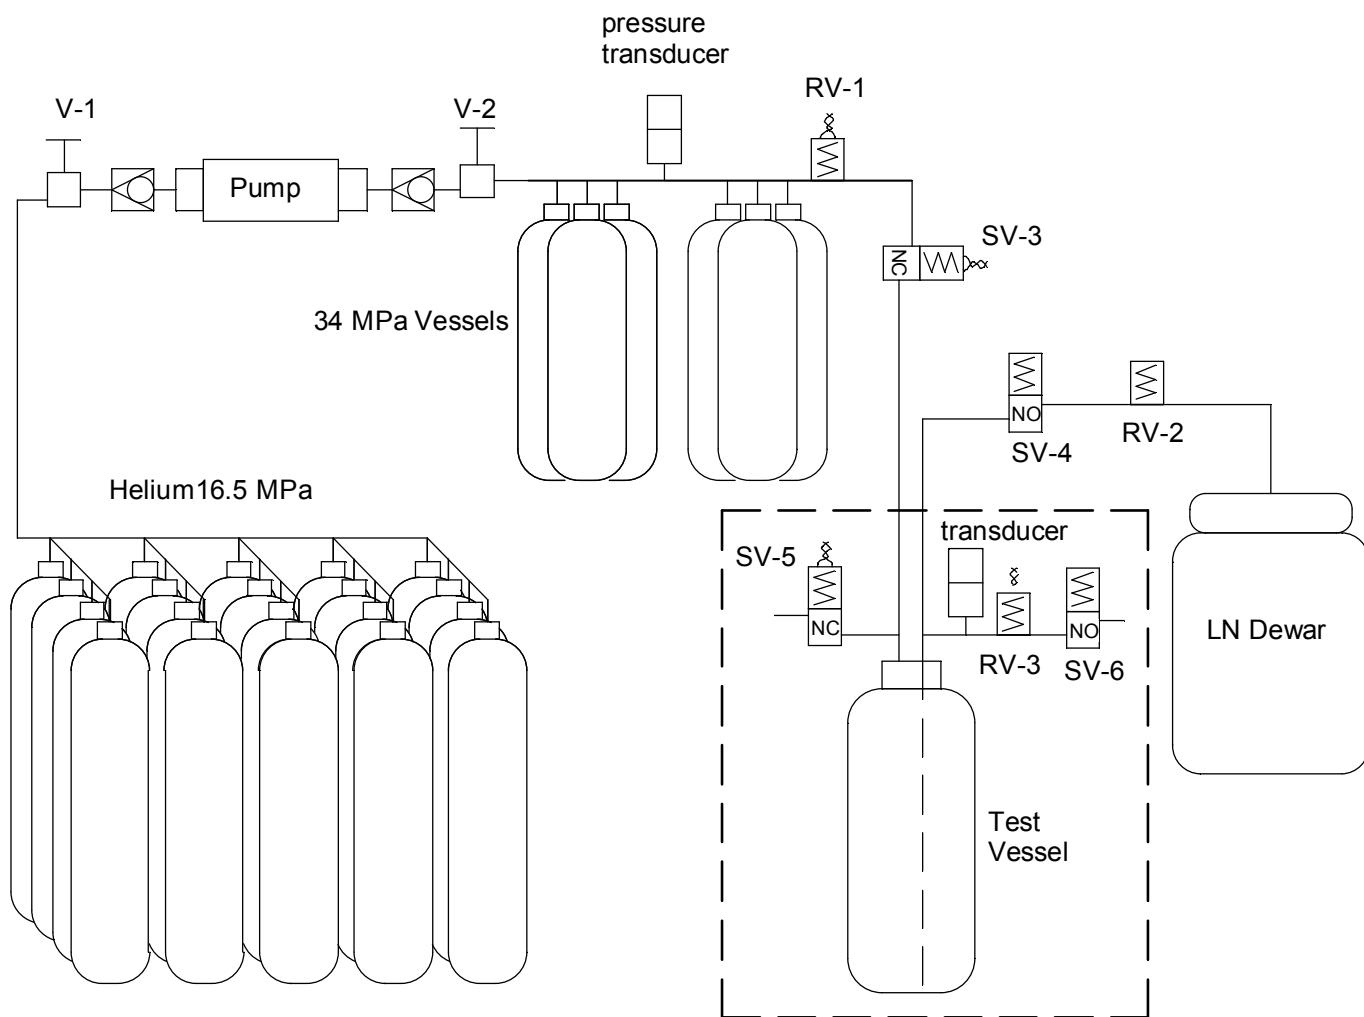 pressure
transducer
RV-1
V-1
V-2
Pump
SV-3
NC
34 MPa Vessels
NO
SV-4
RV-2
Helium16.5 MPa
transducer
SV-5
NC
NO
RV-3
SV-6
LN Dewar
Test
Vessel